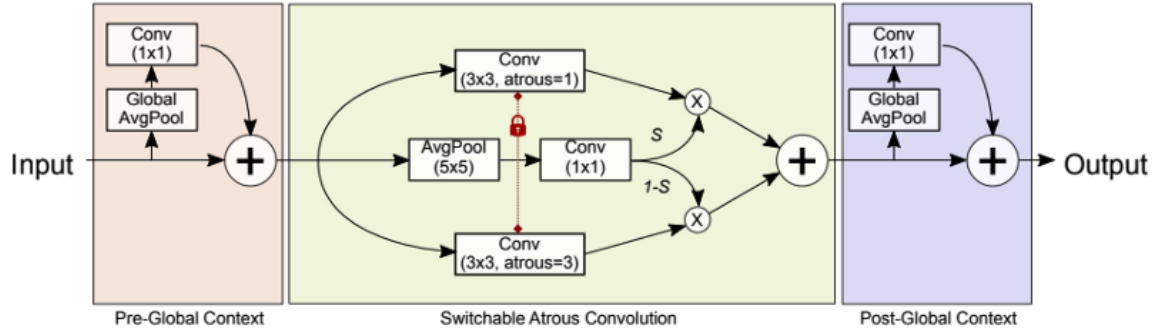 Input
Conv
(1x1)
Global
AvgPool
+
Pre-Global Context
Conv
(3x3, atrous=1)
AvgPool
(5x5)
Conv
(1x1)
S
1-S
X
X
Conv
(3x3, atrous=3)
+
Switchable Atrous Convolution
Conv
(1x1)
Global
AvgPool
+
Post-Global Context
Output